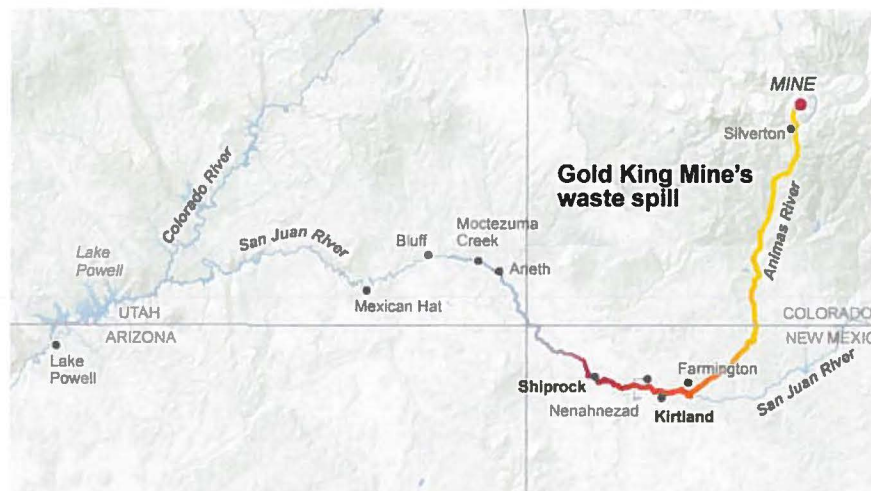 MINE
Silverton
Gold King Mine's
waste spill
Animas River
Colorado River
San Juan River
Bluff
Moctezuma
Creek
Aneth
Lake
Powell
Mexican Hat
UTAH
ARIZONA
COLORADO
NEW MEXIC
Lake
Powell
Shiprock
Nenahnezad
Farmington
Kirtland
San Juan River